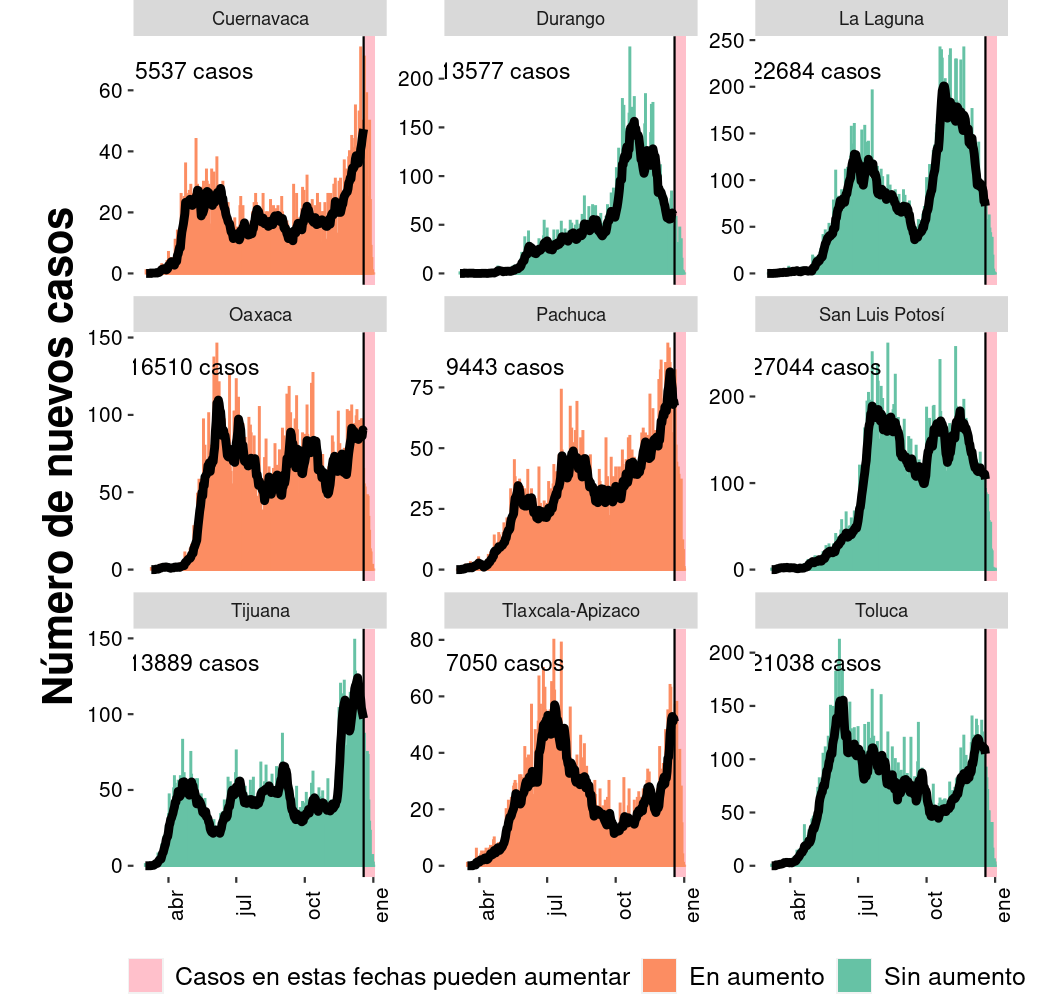 Número de nuevos casos
Cuernavaca
5537 casos
60
40
20
0
Durango
13577 casos
200
150
100
50
0
La Laguna
22684 casos
250
200
150
100
50
0
Oaxaca
16510 casos
150
100
50
0
Pachuca
9443 casos
75
50
25
0
San Luis Potosí
27044 casos
200
100
0
Tijuana
13889 casos
150
100
50
0
Tlaxcala-Apizaco
7050 casos
80
60
40
20
0
Toluca
21038 casos
200
150
100
50
0
abr jul oct ene
abr jul oct ene
abr jul oct ene
Casos en estas fechas pueden aumentar En aumento Sin aumento